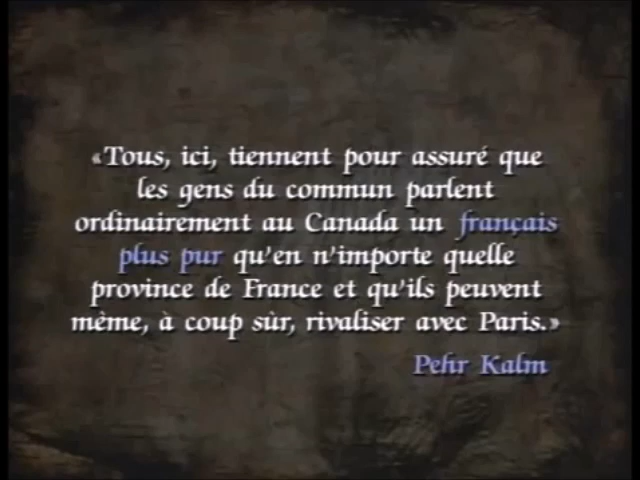 «Tous, ici, tiennent pour assuré que
les gens du commun parlent
ordinairement au Canada un français
plus pur qu'en n'importe quelle
province de France et qu'ils peuvent
même, à coup sûr, rivaliser avec Paris.»
Pehr Kalm